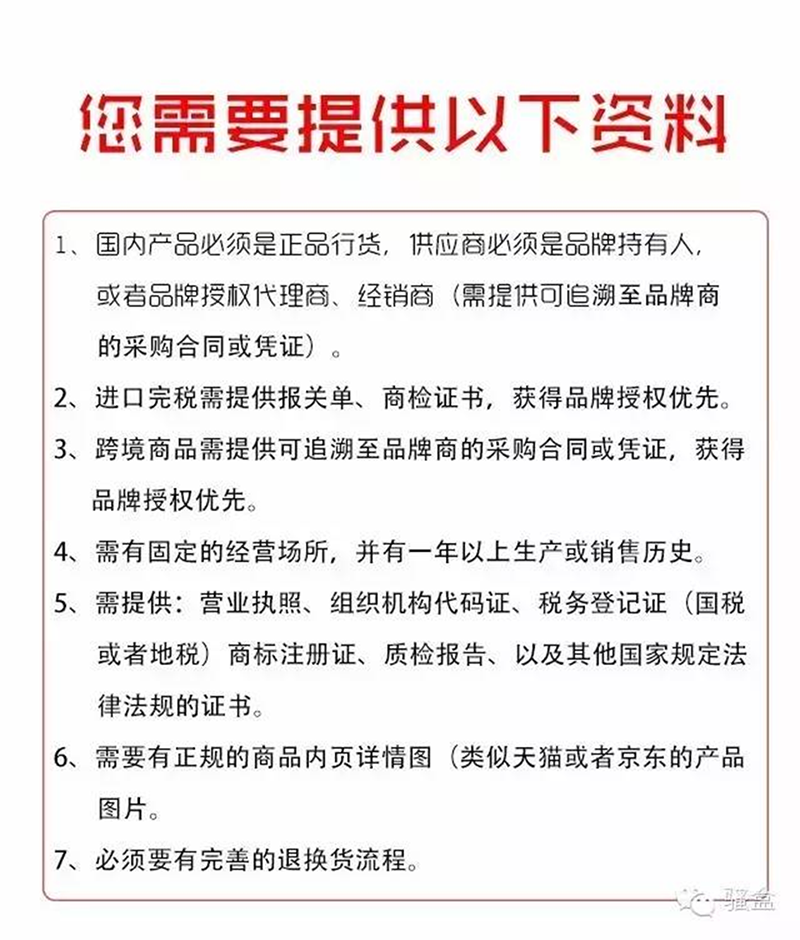 您需要提供以下资料
1、国内产品必须是正品行货，供应商必须是品牌持有人，
或者品牌授权代理商、经销商（需提供可追溯至品牌商
的采购合同或凭证）。
2、进口完税需提供报关单、商检证书，获得品牌授权优先。
3、跨境商品需提供可追溯至品牌商的采购合同或凭证，获得
品牌授权优先。
4、需有固定的经营场所，并有一年以上生产或销售历史。
5、需提供：营业执照、组织机构代码证、税务登记证（国税
或者地税）商标注册证、质检报告、以及其他国家规定法
律法规的证书。
6、需要有正规的商品内页详情图（类似天猫或者京东的产品
图片。
7、必须要有完善的退换货流程。
骚盒